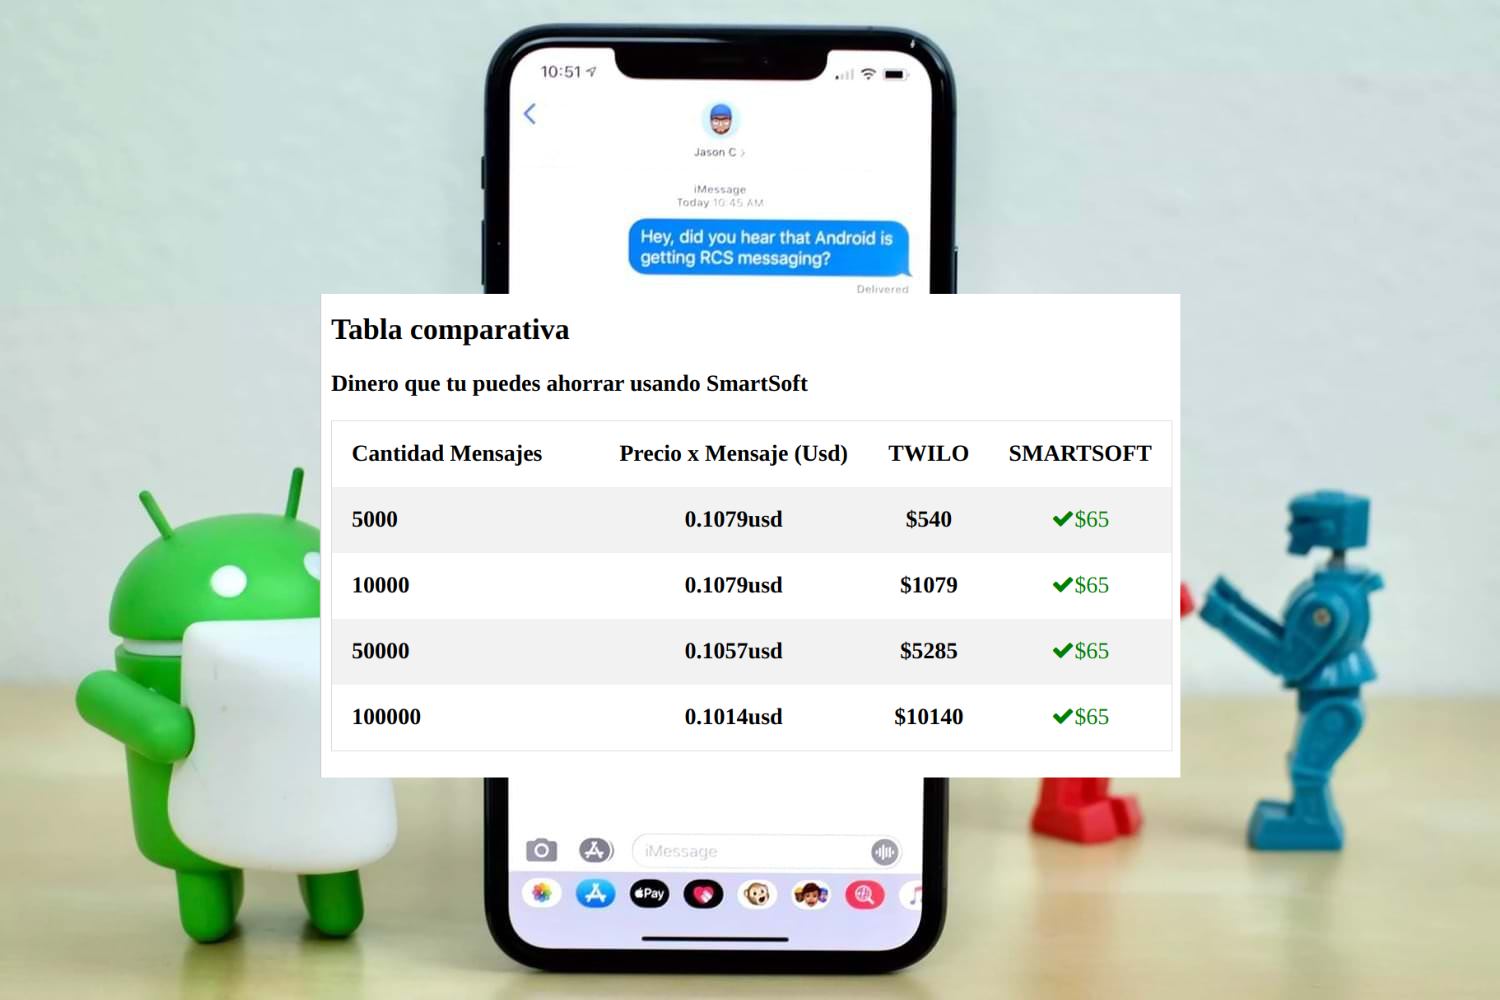 10:51
Jason C
iMessage
Today 10:45 AM
Hey, did you hear that Android is
getting RCS messaging?
Delivered
Tabla comparativa
Dinero que tu puedes ahorrar usando SmartSoft
Cantidad Mensajes Precio x Mensaje (Usd) TWILO SMARTSOFT
5000 0.1079usd $540 $65
10000 0.1079usd $1079 $65
50000 0.1057usd $5285 $65
100000 0.1014usd $10140 $65
iMessage
Pay